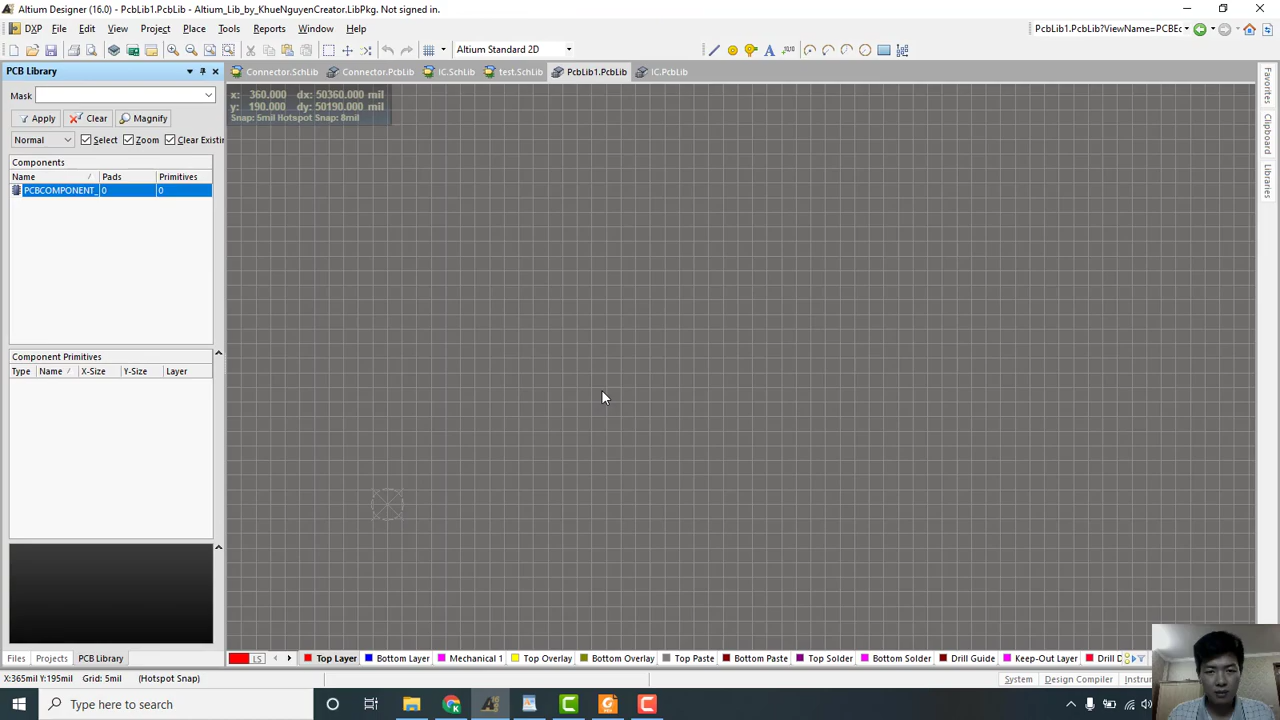 Altium Designer (16.0) - PcbLib1.PcbLib - Altium_Lib_by_KhueNguyenCreator.LibPkg. Not signed in.
DXP File Edit View Project Place Tools Reports Window Help
PcbLib1.PcbLib?ViewName=PCBEc
Altium Standard 2D
PCB Library
Connector.SchLib Connector.PcbLib IC.SchLib test.SchLib PcbLib1.PcbLib IC.PcbLib
Mask
x: 360.000 dx: 50360.000 mil
y: 190.000 dy: 50190.000 mil
Snap: 5mil Hotspot Snap: 8mil
Apply Clear Magnify
Normal Select Zoom Clear Existin
Components
Name Pads Primitives
PCBCOMPONENT_ 0 0
Component Primitives
Type Name X-Size Y-Size Layer
Favorites
Clipboard
Libraries
Files Projects PCB Library
LS Top Layer Bottom Layer Mechanical 1 Top Overlay Bottom Overlay Top Paste Bottom Paste Top Solder Bottom Solder Drill Guide Keep-Out Layer Drill D
X:365mil Y:195mil Grid: 5mil (Hotspot Snap)
System Design Compiler Instrum
Type here to search